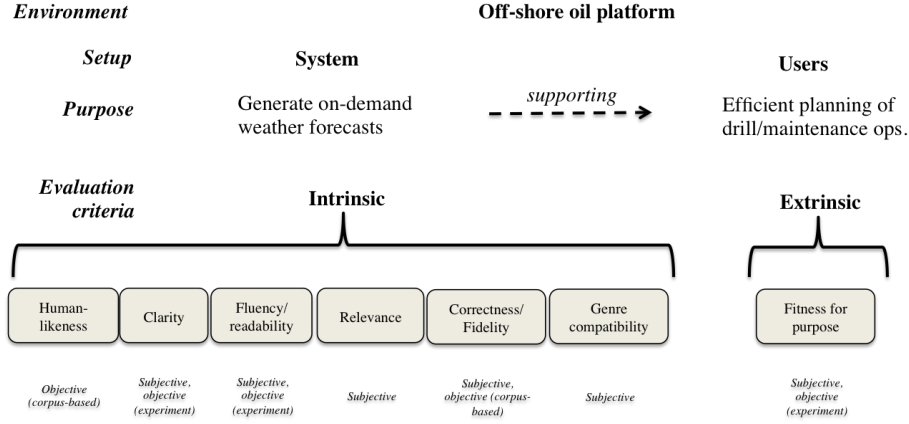 Environment
Off-shore oil platform
Setup
System
Users
Purpose
Generate on-demand
weather forecasts
supporting
Efficient planning of
drill/maintenance ops.
Evaluation
criteria
Intrinsic
Extrinsic
Human-
likeness
Clarity
Fluency/
readability
Relevance
Correctness/
Fidelity
Genre
compatibility
Fitness for
purpose
Objective
(corpus-based)
Subjective,
objective
(experiment)
Subjective,
objective
(experiment)
Subjective
Subjective,
objective (corpus-
based)
Subjective
Subjective,
objective
(experiment)